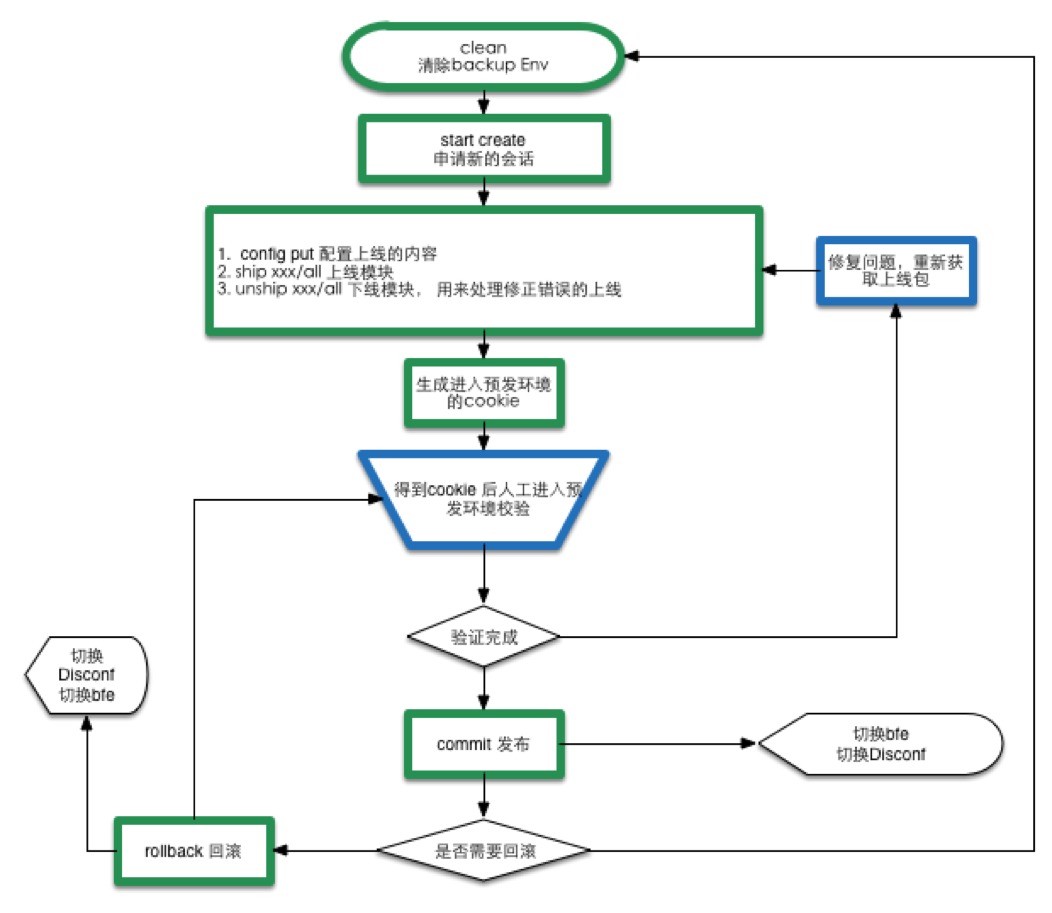 clean
清除backup Env
start create
申请新的会话
1. config put 配置上线的内容
2. ship xxx/all 上线模块
3. unship xxx/all 下线模块， 用来处理修正错误的上线
修复问题，重新获
取上线包
生成进入预发环境
的cookie
得到cookie 后人工进入预
发环境校验
验证完成
切换
Disconf
切换bfe
commit 发布
切换bfe
切换Disconf
rollback 回滚
是否需要回滚